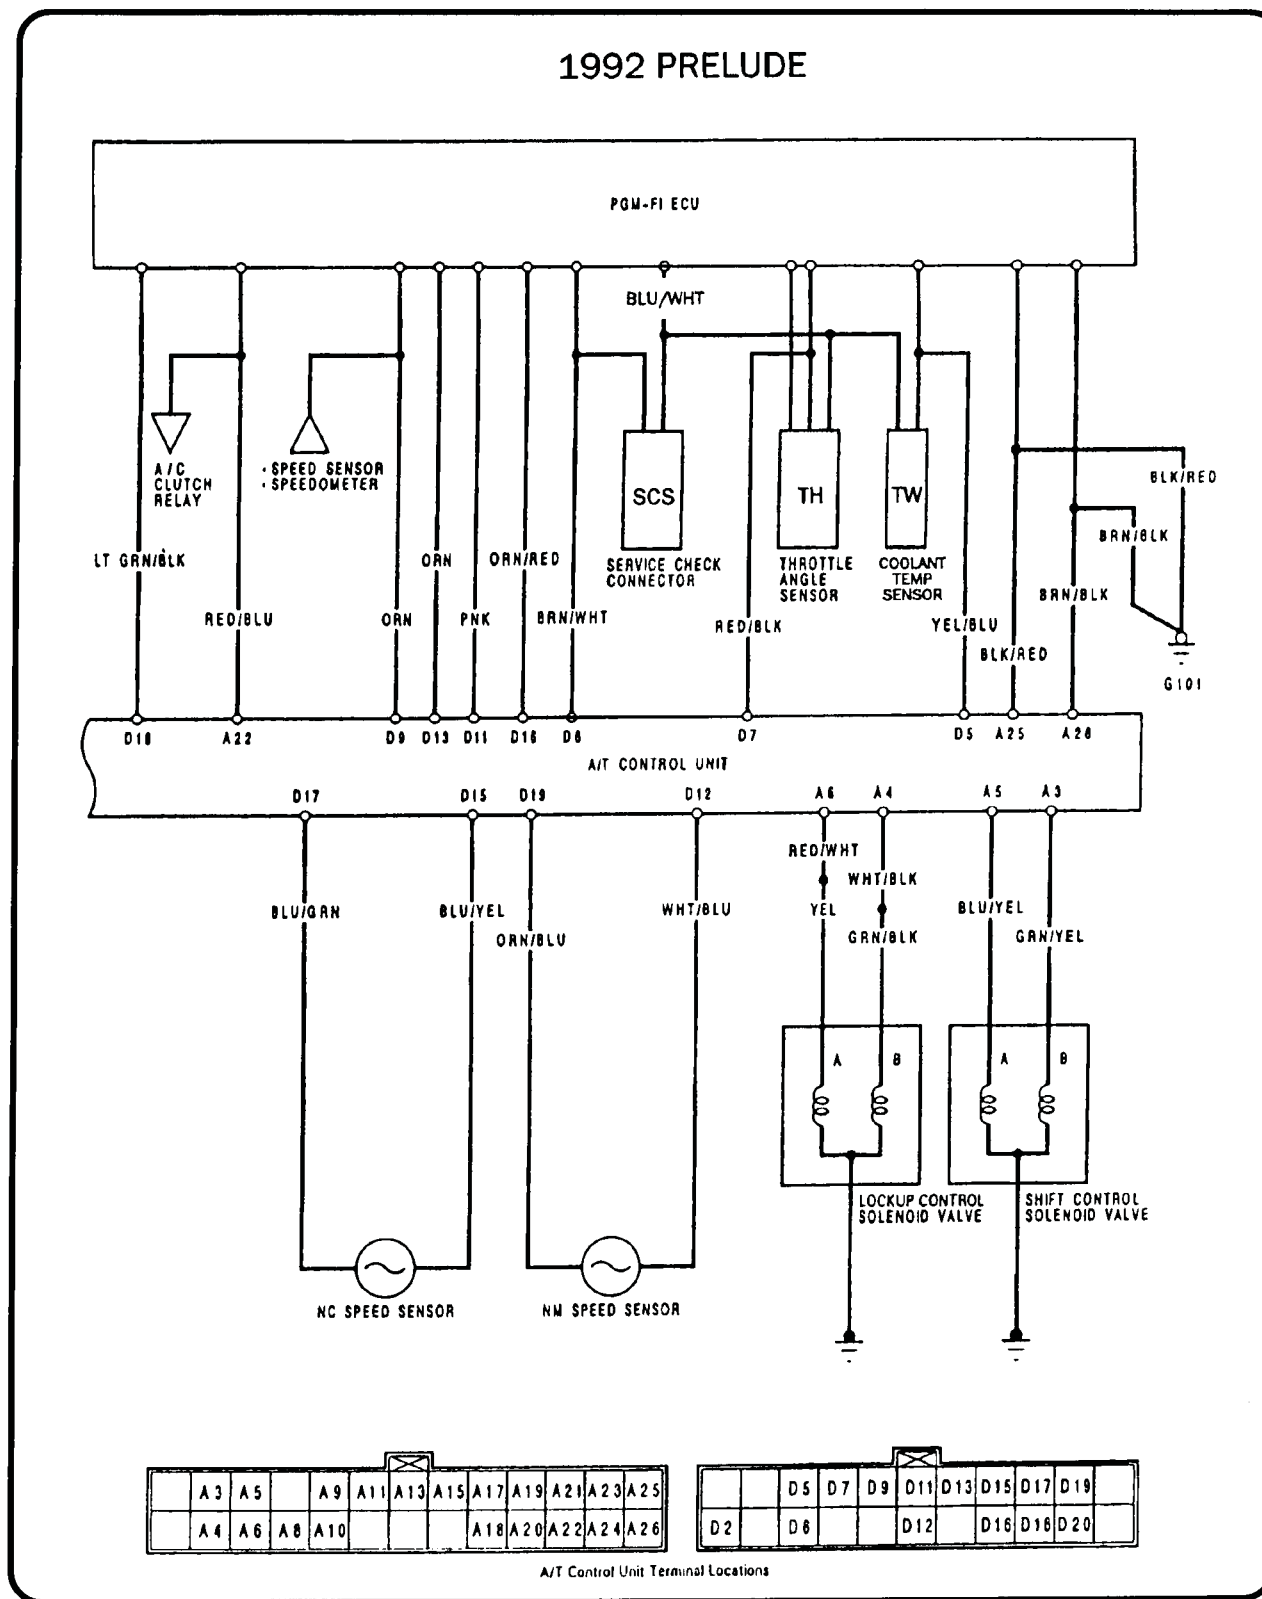 1992 PRELUDE
PGM-FI ECU
BLU/WHT
A/C
CLUTCH
RELAY
• SPEED SENSOR
• SPEEDOMETER
SCS
TH
TW
BLK/RED
LT GRN/BLK
ORN
ORN/RED
SERVICE CHECK
CONNECTOR
THROTTLE
ANGLE
SENSOR
COOLANT
TEMP
SENSOR
BRN/BLK
RED/BLU
ORN
PNK
BRN/WHT
RED/BLK
YEL/BLU
BRN/BLK
BLK/RED
G101
D18 A22 D9 D13 D11 D16 D6 D7 D5 A25 A26
A/T CONTROL UNIT
D17 D15 D19 D12 A6 A4 A5 A3
RED/WHT
WHT/BLK
BLU/GRN
BLU/YEL
WHT/BLU
YEL
BLU/YEL
ORN/BLU
GRN/BLK
GRN/YEL
A B A B
LOCKUP CONTROL
SOLENOID VALVE
SHIFT CONTROL
SOLENOID VALVE
NC SPEED SENSOR
NM SPEED SENSOR
A3 A5 A9 A11 A13 A15 A17 A19 A21 A23 A25
A4 A6 A8 A10 A18 A20 A22 A24 A26
D5 D7 D9 D11 D13 D15 D17 D19
D2 D6 D12 D16 D18 D20
A/T Control Unit Terminal Locations